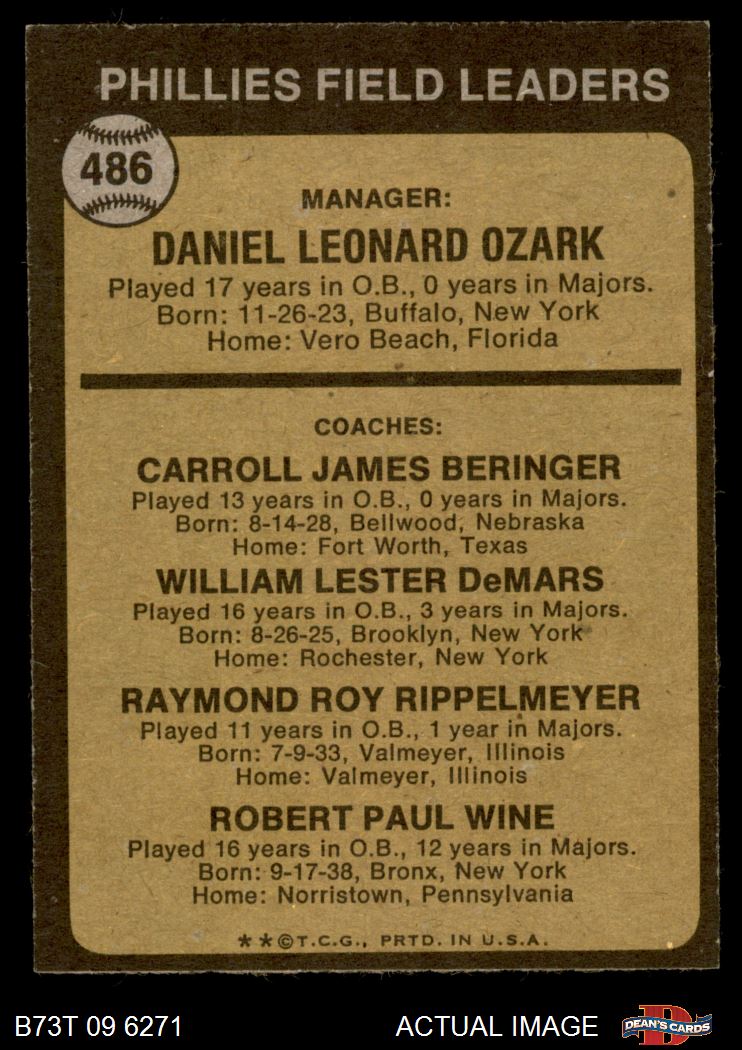 PHILLIES FIELD LEADERS
486
MANAGER:
DANIEL LEONARD OZARK
Played 17 years in O.B., 0 years in Majors.
Born: 11-26-23, Buffalo, New York
Home: Vero Beach, Florida
COACHES:
CARROLL JAMES BERINGER
Played 13 years in O.B., 0 years in Majors.
Born: 8-14-28, Bellwood, Nebraska
Home: Fort Worth, Texas
WILLIAM LESTER DeMARS
Played 16 years in O.B., 3 years in Majors.
Born: 8-26-25, Brooklyn, New York
Home: Rochester, New York
RAYMOND ROY RIPPELMEYER
Played 11 years in O.B., 1 year in Majors.
Born: 7-9-33, Valmeyer, Illinois
Home: Valmeyer, Illinois
ROBERT PAUL WINE
Played 16 years in O.B., 12 years in Majors.
Born: 9-17-38, Bronx, New York
Home: Norristown, Pennsylvania
**©T.C.G., PRTD. IN U.S.A.
B73T 09 6271 ACTUAL IMAGE
D
DEAN'S CARDS